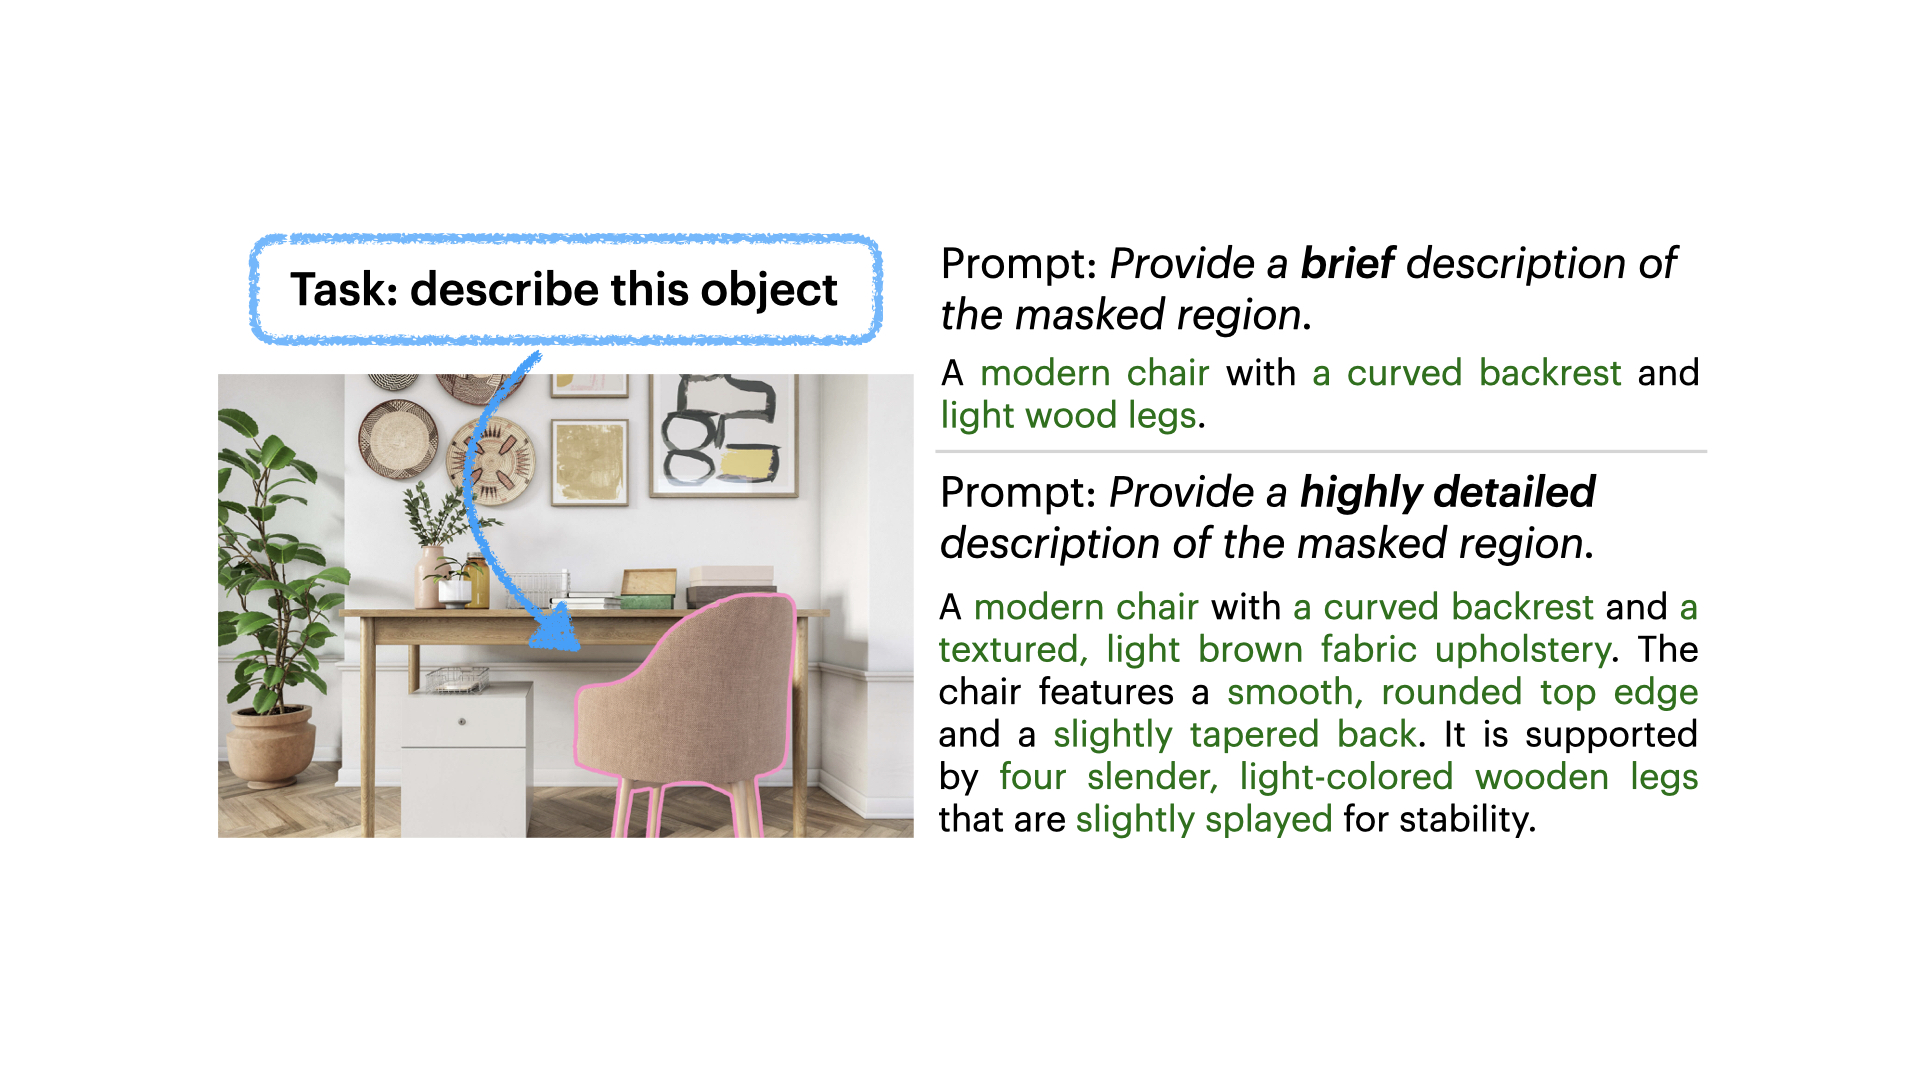 Task: describe this object
Prompt: Provide a brief description of
the masked region.
A modern chair with a curved backrest and
light wood legs.
Prompt: Provide a highly detailed
description of the masked region.
A modern chair with a curved backrest and a
textured, light brown fabric upholstery. The
chair features a smooth, rounded top edge
and a slightly tapered back. It is supported
by four slender, light-colored wooden legs
that are slightly splayed for stability.